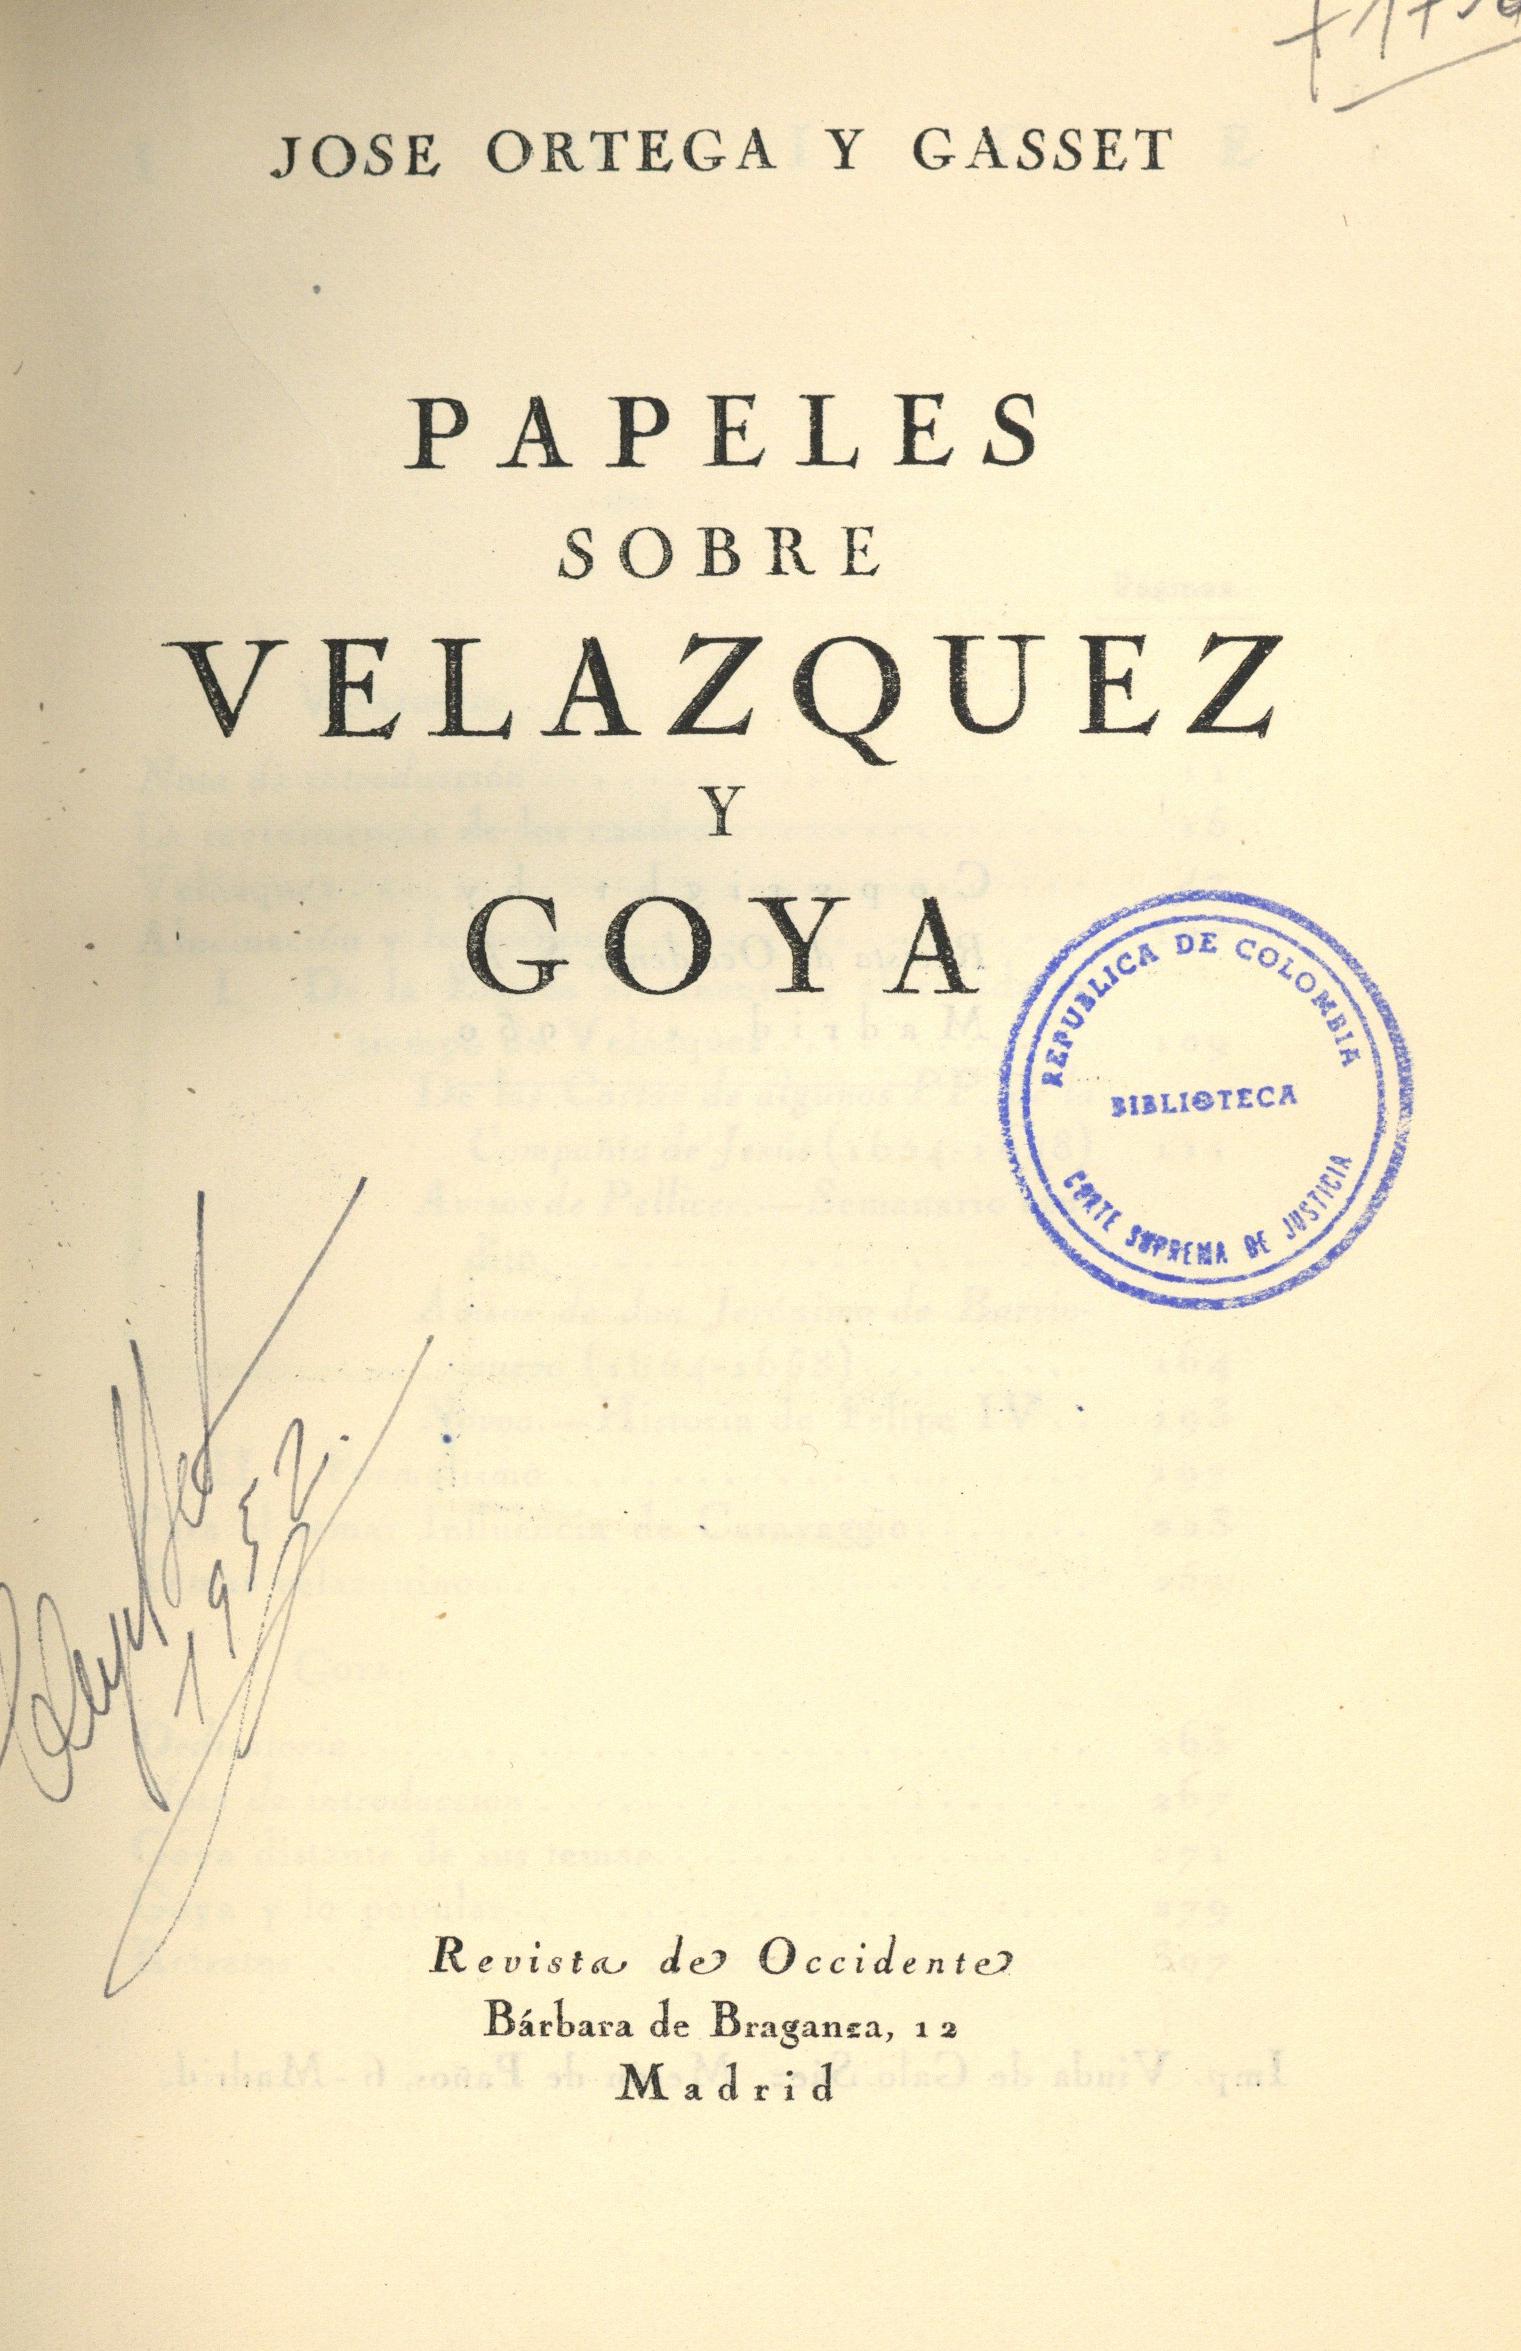 JOSE ORTEGA Y GASSET
PAPELES
SOBRE
VELAZQUEZ
Y
GOYA
REPUBLICA DE COLOMBIA
BIBLIOTECA
CORTE SUPREMA DE JUSTICIA
1952.
Revista de Occidente
Bárbara de Braganza, 12
Madrid